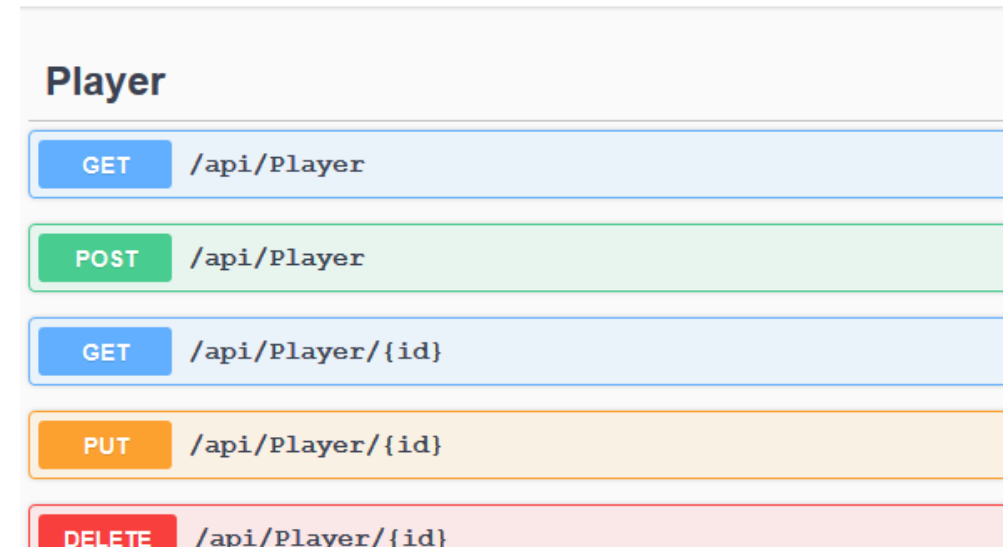 Player
GET /api/Player
POST /api/Player
GET /api/Player/{id}
PUT /api/Player/{id}
DELETE /api/Player/{id}